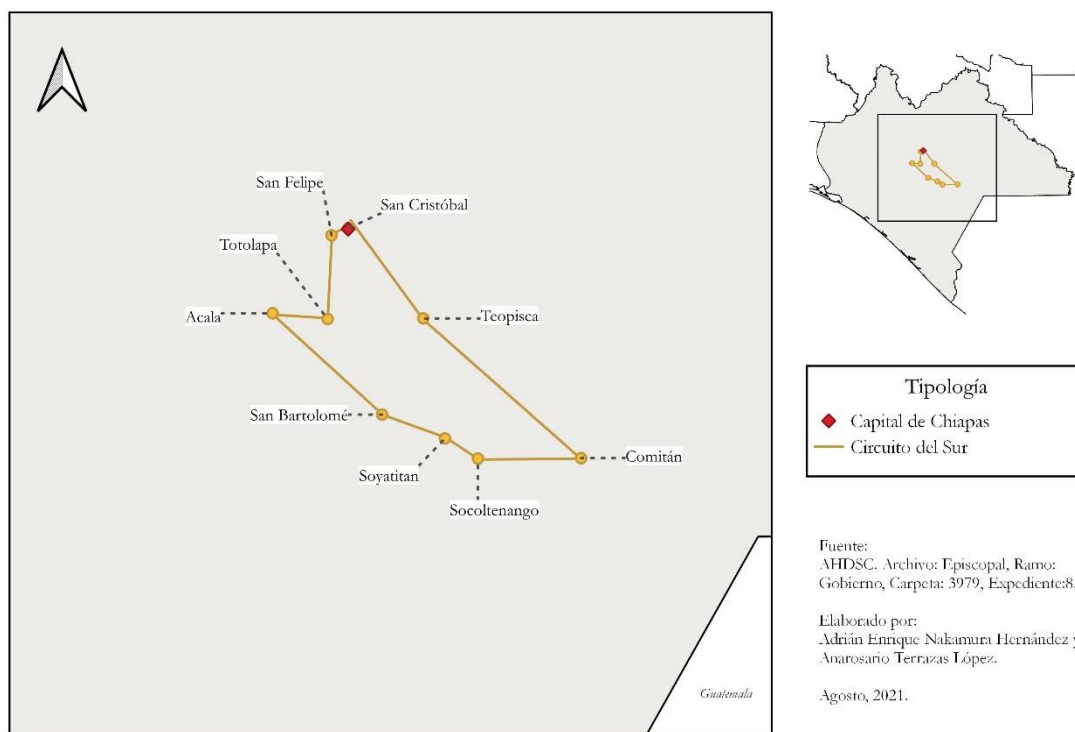 San Felipe
San Cristóbal
Totolapa
Acala
Teopisca
San Bartolomé
Soyatitan
Comitán
Socoltenango
Guatemala
Tipología
Capital de Chiapas
Circuito del Sur
Fuente:
AHDSC. Archivo: Episcopal, Ramo:
Gobierno, Carpeta: 3979, Expediente:8.
Elaborado por:
Adrián Enrique Nakamura Hernández y
Anarosario Terrazas López.
Agosto, 2021.